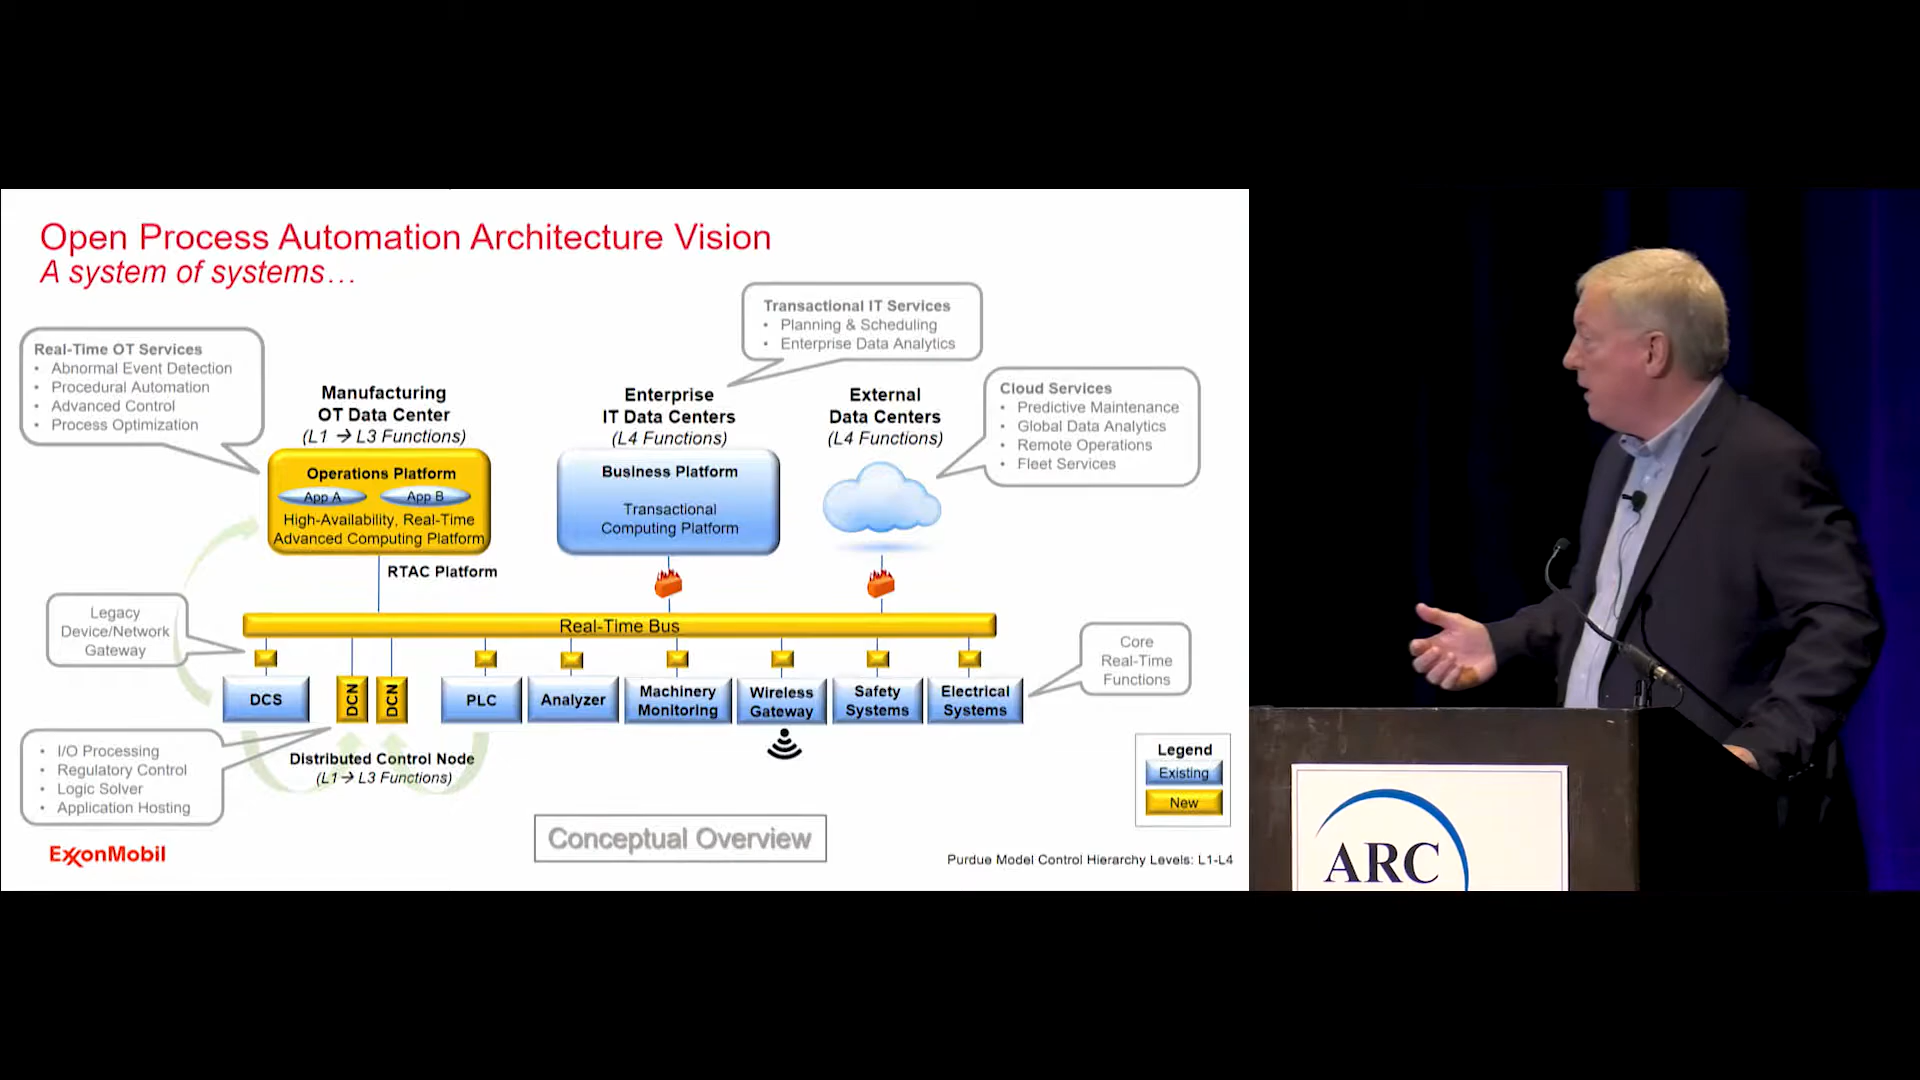 Open Process Automation Architecture Vision
A system of systems…
Transactional IT Services
• Planning & Scheduling
• Enterprise Data Analytics
Real-Time OT Services
• Abnormal Event Detection
• Procedural Automation
• Advanced Control
• Process Optimization
Manufacturing
OT Data Center
(L1 → L3 Functions)
Enterprise
IT Data Centers
(L4 Functions)
External
Data Centers
(L4 Functions)
Cloud Services
• Predictive Maintenance
• Global Data Analytics
• Remote Operations
• Fleet Services
Operations Platform
App A
App B
High-Availability, Real-Time
Advanced Computing Platform
Business Platform
Transactional
Computing Platform
RTAC Platform
Legacy
Device/Network
Gateway
Real-Time Bus
Core
Real-Time
Functions
DCS
DCN
DCN
PLC
Analyzer
Machinery
Monitoring
Wireless
Gateway
Safety
Systems
Electrical
Systems
• I/O Processing
• Regulatory Control
• Logic Solver
• Application Hosting
Distributed Control Node
(L1→ L3 Functions)
Legend
Existing
New
Conceptual Overview
ExxonMobil
Purdue Model Control Hierarchy Levels: L1-L4
ARC